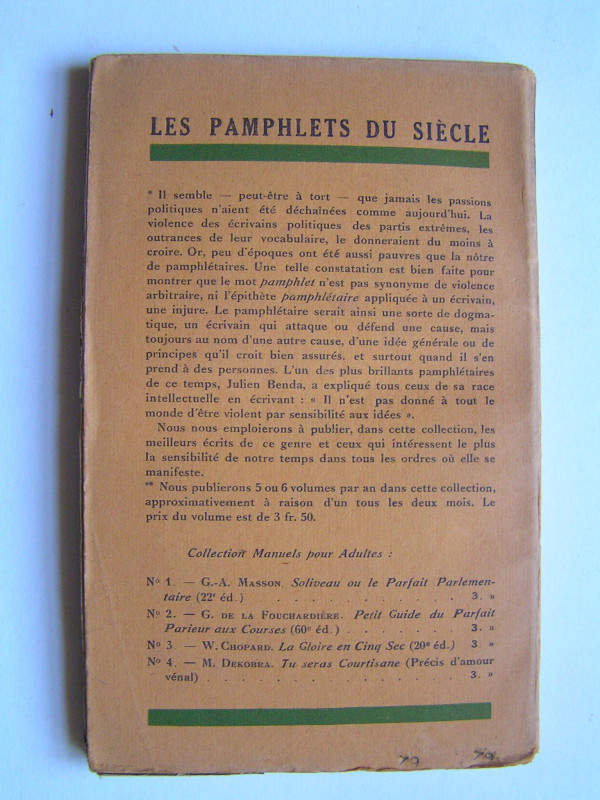 LES PAMPHLETS DU SIÈCLE
* Il semble — peut-être à tort — que jamais les passions
politiques n'aient été déchaînées comme aujourd'hui. La
violence des écrivains politiques des partis extrêmes, les
outrances de leur vocabulaire, le donneraient du moins à
croire. Or, peu d'époques ont été aussi pauvres que la nôtre
de pamphlétaires. Une telle constatation est bien faite pour
montrer que le mot pamphlet n'est pas synonyme de violence
arbitraire, ni l'épithète pamphlétaire appliquée à un écrivain,
une injure. Le pamphlétaire serait ainsi une sorte de dogma-
tique, un écrivain qui attaque ou défend une cause, mais
toujours au nom d'une autre cause, d'une idée générale ou de
principes qu'il croit bien assurés. et surtout quand il s'en
prend à des personnes. L'un des plus brillants pamphlétaires
de ce temps, Julien Benda, a expliqué tous ceux de sa race
intellectuelle en écrivant : « Il n'est pas donné à tout le
monde d'être violent par sensibilité aux idées ».
Nous nous emploierons à publier, dans cette collection, les
meilleurs écrits de ce genre et ceux qui intéressent le plus
la sensibilité de notre temps dans tous les ordres où elle se
manifeste.
** Nous publierons 5 ou 6 volumes par an dans cette collection,
approximativement à raison d'un tous les deux mois. Le
prix du volume est de 3 fr. 50.
Collection Manuels pour Adultes :
Nº 1. — G.-A. MASSON. Soliveau ou le Parfait Parlemen-
taire (22e éd.) . . . . . . . . . . . 3. »
Nº 2. — G. DE LA FOUCHARDIÈRE. Petit Guide du Parfait
Parieur aux Courses (60e éd.) . . . . . . . 3. »
Nº 3. — W. CHOPARD. La Gloire en Cinq Sec (20e éd.) 3 »
Nº 4. — M. DEKOBRA. Tu seras Courtisane (Précis d'amour
vénal) . . . . . . . . . . . . . . 3. »